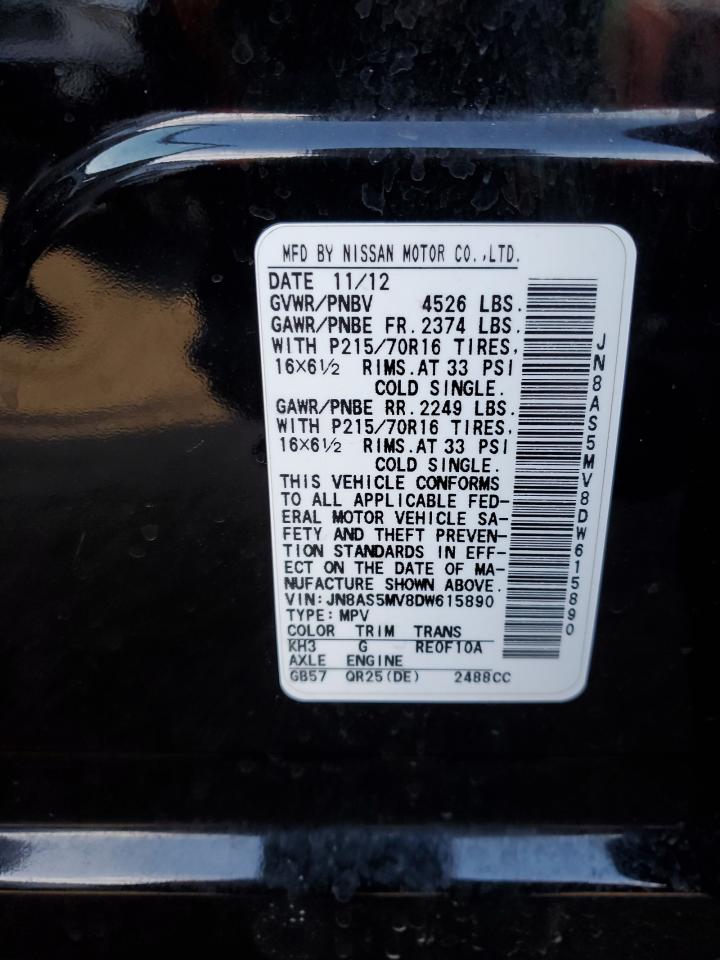 MFD BY NISSAN MOTOR CO.,LTD.
DATE 11/12
GVWR/PNBV 4526 LBS.
GAWR/PNBE FR.2374 LBS.
WITH P215/70R16 TIRES,
16×6½ RIMS.AT 33 PSI
COLD SINGLE.
GAWR/PNBE RR.2249 LBS.
WITH P215/70R16 TIRES,
16×6½ RIMS.AT 33 PSI
COLD SINGLE.
THIS VEHICLE CONFORMS
TO ALL APPLICABLE FED-
ERAL MOTOR VEHICLE SA-
FETY AND THEFT PREVEN-
TION STANDARDS IN EFF-
ECT ON THE DATE OF MA-
NUFACTURE SHOWN ABOVE.
VIN:JN8AS5MV8DW615890
TYPE:MPV
COLOR TRIM TRANS
KH3 G RE0F10A
AXLE ENGINE
GB57 QR25(DE) 2488CC
JN8AS5MV8DW615890